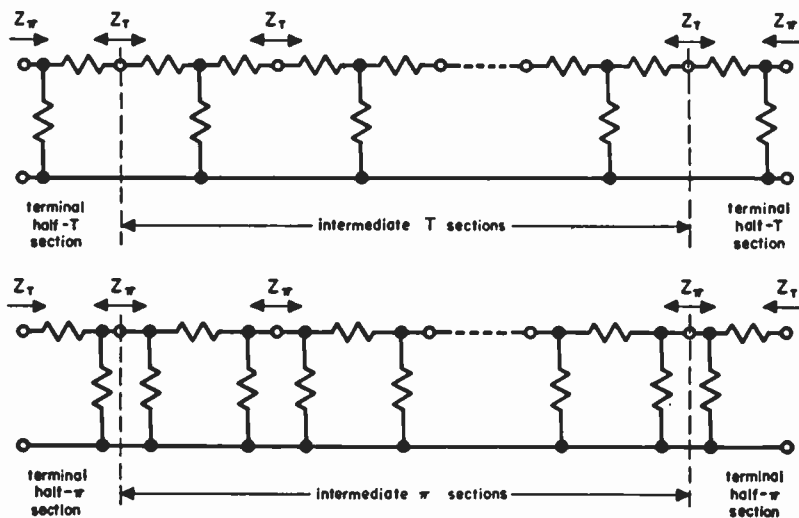 Zπ ZT ZT ZT Zπ
terminal
half-T
section
intermediate T sections
terminal
half-T
section
ZT Zπ Zπ Zπ ZT
terminal
half-π
section
intermediate π sections
terminal
half-π
section